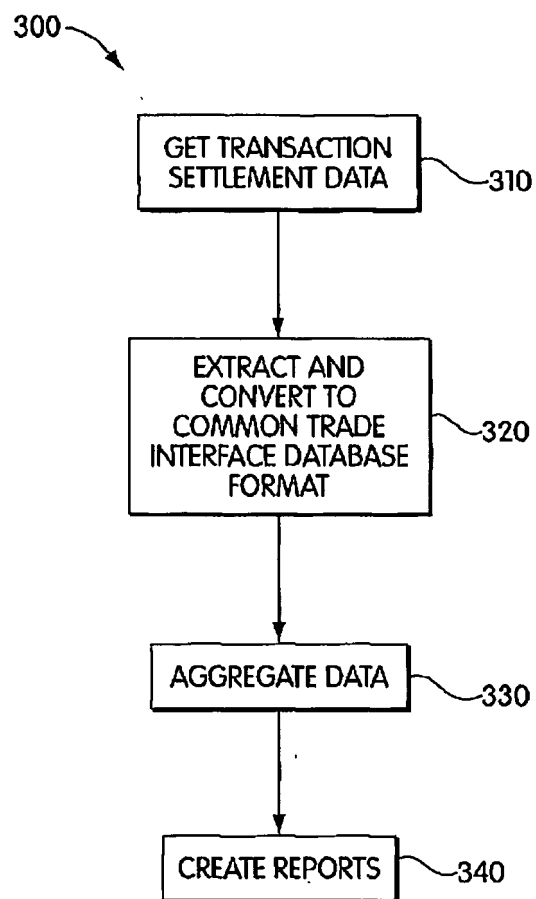 300
GET TRANSACTION
SETTLEMENT DATA
310
EXTRACT AND
CONVERT TO
COMMON TRADE
INTERFACE DATABASE
FORMAT
320
AGGREGATE DATA
330
CREATE REPORTS
340